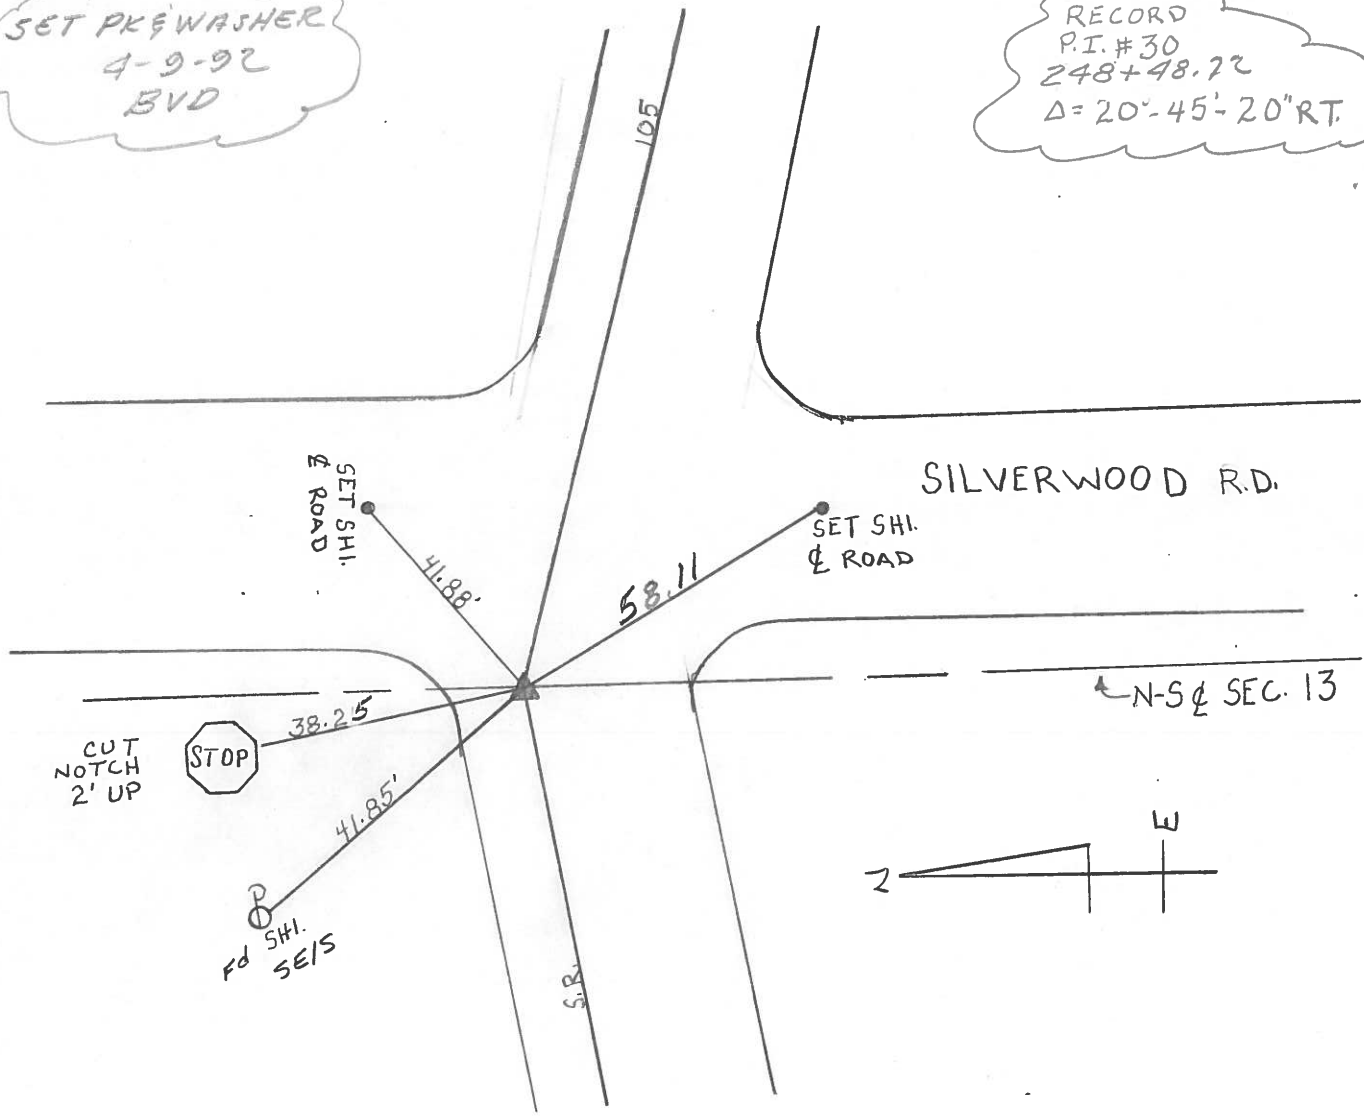 SET PK & WASHER
4-9-92
BVD
RECORD
P.I. #30
248+48.72
Δ= 20°-45'-20" RT.
105
SET SHI.
℄ ROAD
SILVERWOOD R.D.
SET SHI.
℄ ROAD
41.88'
58.11
N-S ℄ SEC. 13
38.25
CUT
NOTCH
2' UP
STOP
41.85'
E
N
P
Fd SHI.
SE/S
S.R.